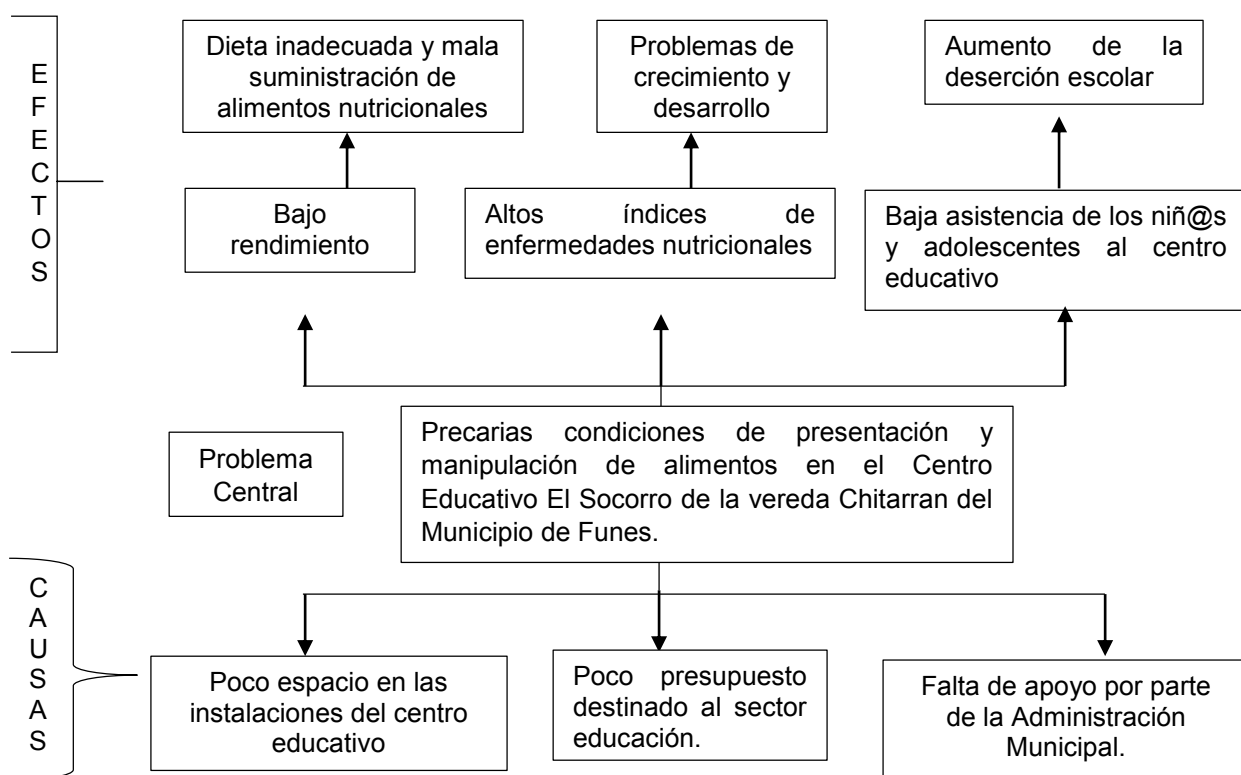 EFECTOS
Dieta inadecuada y mala
suministración de
alimentos nutricionales
Problemas de
crecimiento y
desarrollo
Aumento de la
deserción escolar
Bajo
rendimiento
Altos índices de
enfermedades nutricionales
Baja asistencia de los niñ@s
y adolescentes al centro
educativo
Problema
Central
Precarias condiciones de presentación y
manipulación de alimentos en el Centro
Educativo El Socorro de la vereda Chitarran del
Municipio de Funes.
CAUSAS
Poco espacio en las
instalaciones del centro
educativo
Poco presupuesto
destinado al sector
educación.
Falta de apoyo por parte
de la Administración
Municipal.